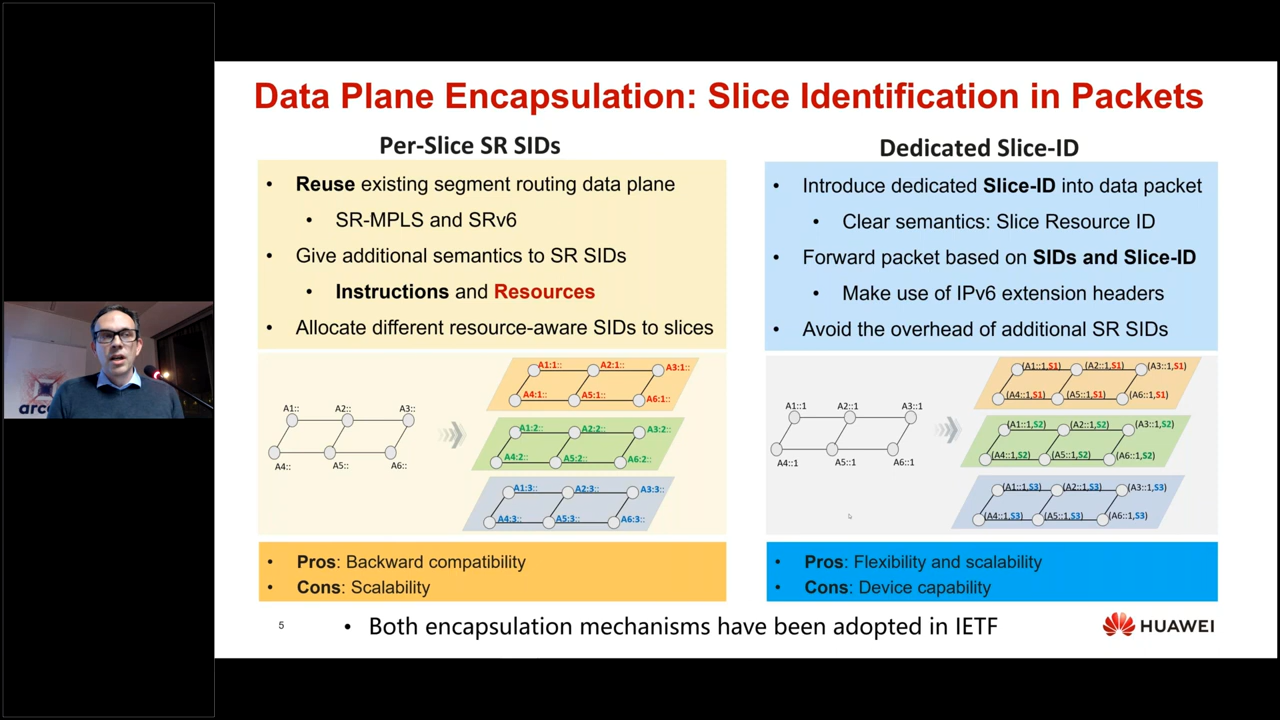 Data Plane Encapsulation: Slice Identification in Packets
Per-Slice SR SIDs
• Reuse existing segment routing data plane
• SR-MPLS and SRv6
• Give additional semantics to SR SIDs
• Instructions and Resources
• Allocate different resource-aware SIDs to slices
A1:: A2:: A3::
A4:: A5:: A6::
A1:1:: A2:1:: A3:1::
A4:1:: A5:1:: A6:1::
A1:2:: A2:2:: A3:2::
A4:2:: A5:2:: A6:2::
A1:3:: A2:3:: A3:3::
A4:3:: A5:3:: A6:3::
• Pros: Backward compatibility
• Cons: Scalability
Dedicated Slice-ID
• Introduce dedicated Slice-ID into data packet
• Clear semantics: Slice Resource ID
• Forward packet based on SIDs and Slice-ID
• Make use of IPv6 extension headers
• Avoid the overhead of additional SR SIDs
A1::1 A2::1 A3::1
A4::1 A5::1 A6::1
(A1::1,S1) (A2::1,S1) (A3::1,S1)
(A4::1,S1) (A5::1,S1) (A6::1,S1)
(A1::1,S2) (A2::1,S2) (A3::1,S2)
(A4::1,S2) (A5::1,S2) (A6::1,S2)
(A1::1,S3) (A2::1,S3) (A3::1,S3)
(A4::1,S3) (A5::1,S3) (A6::1,S3)
• Pros: Flexibility and scalability
• Cons: Device capability
5
• Both encapsulation mechanisms have been adopted in IETF
HUAWEI